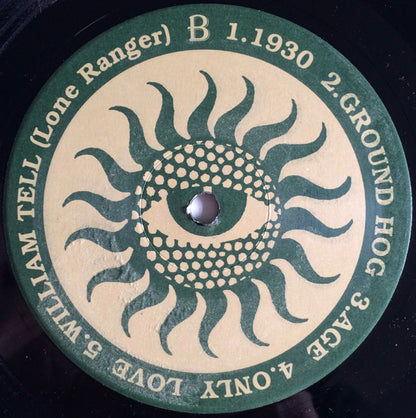 B 1.1930 2.GROUND HOG 3.AGE 4.ONLY LOVE 5.WILLIAM TELL (Lone Ranger)